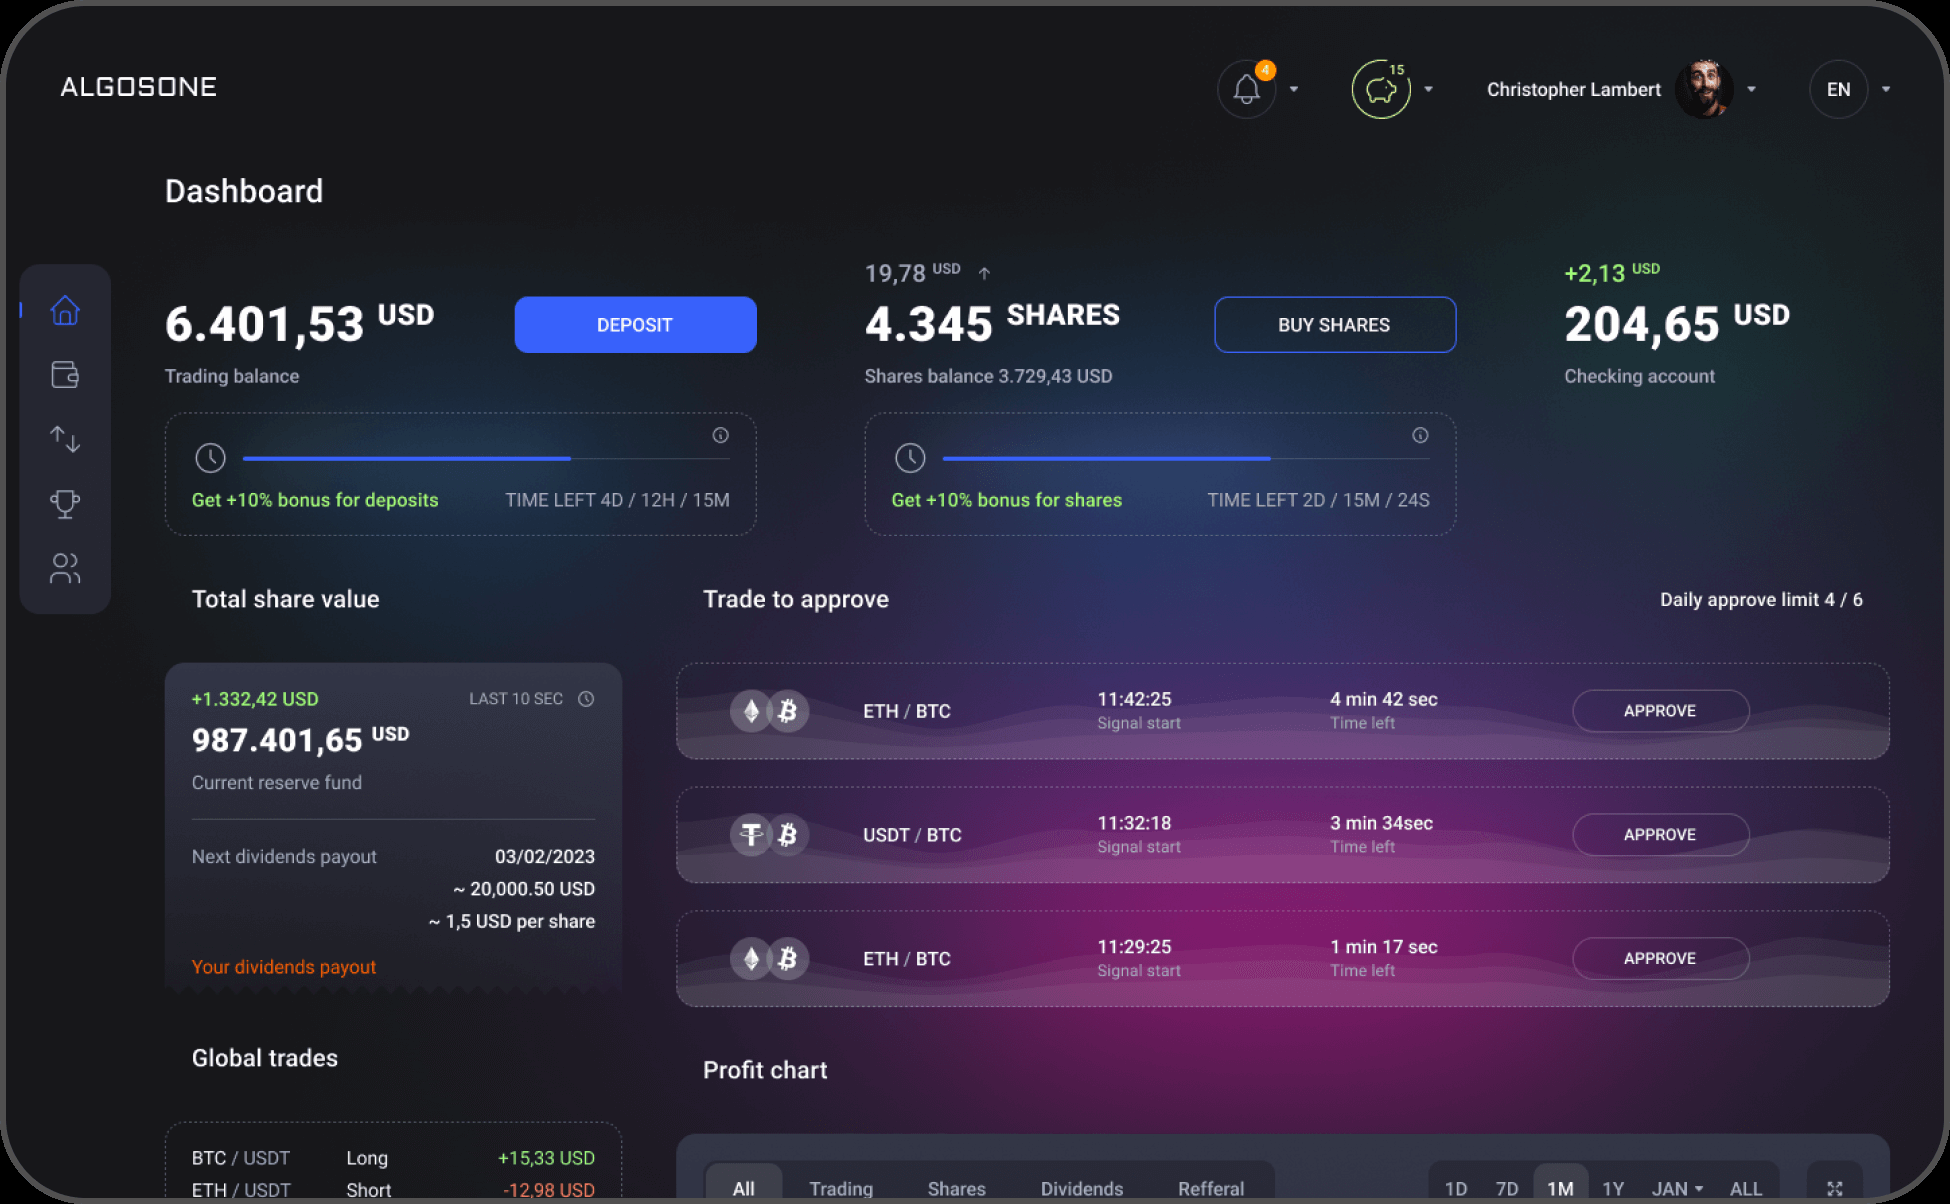 ALGOSONE
4
15
Christopher Lambert
EN
Dashboard
6.401,53 USD
DEPOSIT
Trading balance
19,78 USD ↑
4.345 SHARES
BUY SHARES
Shares balance 3.729,43 USD
+2,13 USD
204,65 USD
Checking account
Get +10% bonus for deposits
TIME LEFT 4D / 12H / 15M
Get +10% bonus for shares
TIME LEFT 2D / 15M / 24S
Total share value
+1.332,42 USD
LAST 10 SEC
987.401,65 USD
Current reserve fund
Next dividends payout
03/02/2023
~ 20,000.50 USD
~ 1,5 USD per share
Your dividends payout
Trade to approve
Daily approve limit 4 / 6
ETH / BTC
11:42:25
Signal start
4 min 42 sec
Time left
APPROVE
USDT / BTC
11:32:18
Signal start
3 min 34sec
Time left
APPROVE
ETH / BTC
11:29:25
Signal start
1 min 17 sec
Time left
APPROVE
Global trades
BTC / USDT Long +15,33 USD
ETH / USDT Short -12,98 USD
Profit chart
All Trading Shares Dividends Refferal
1D 7D 1M 1Y JAN ALL